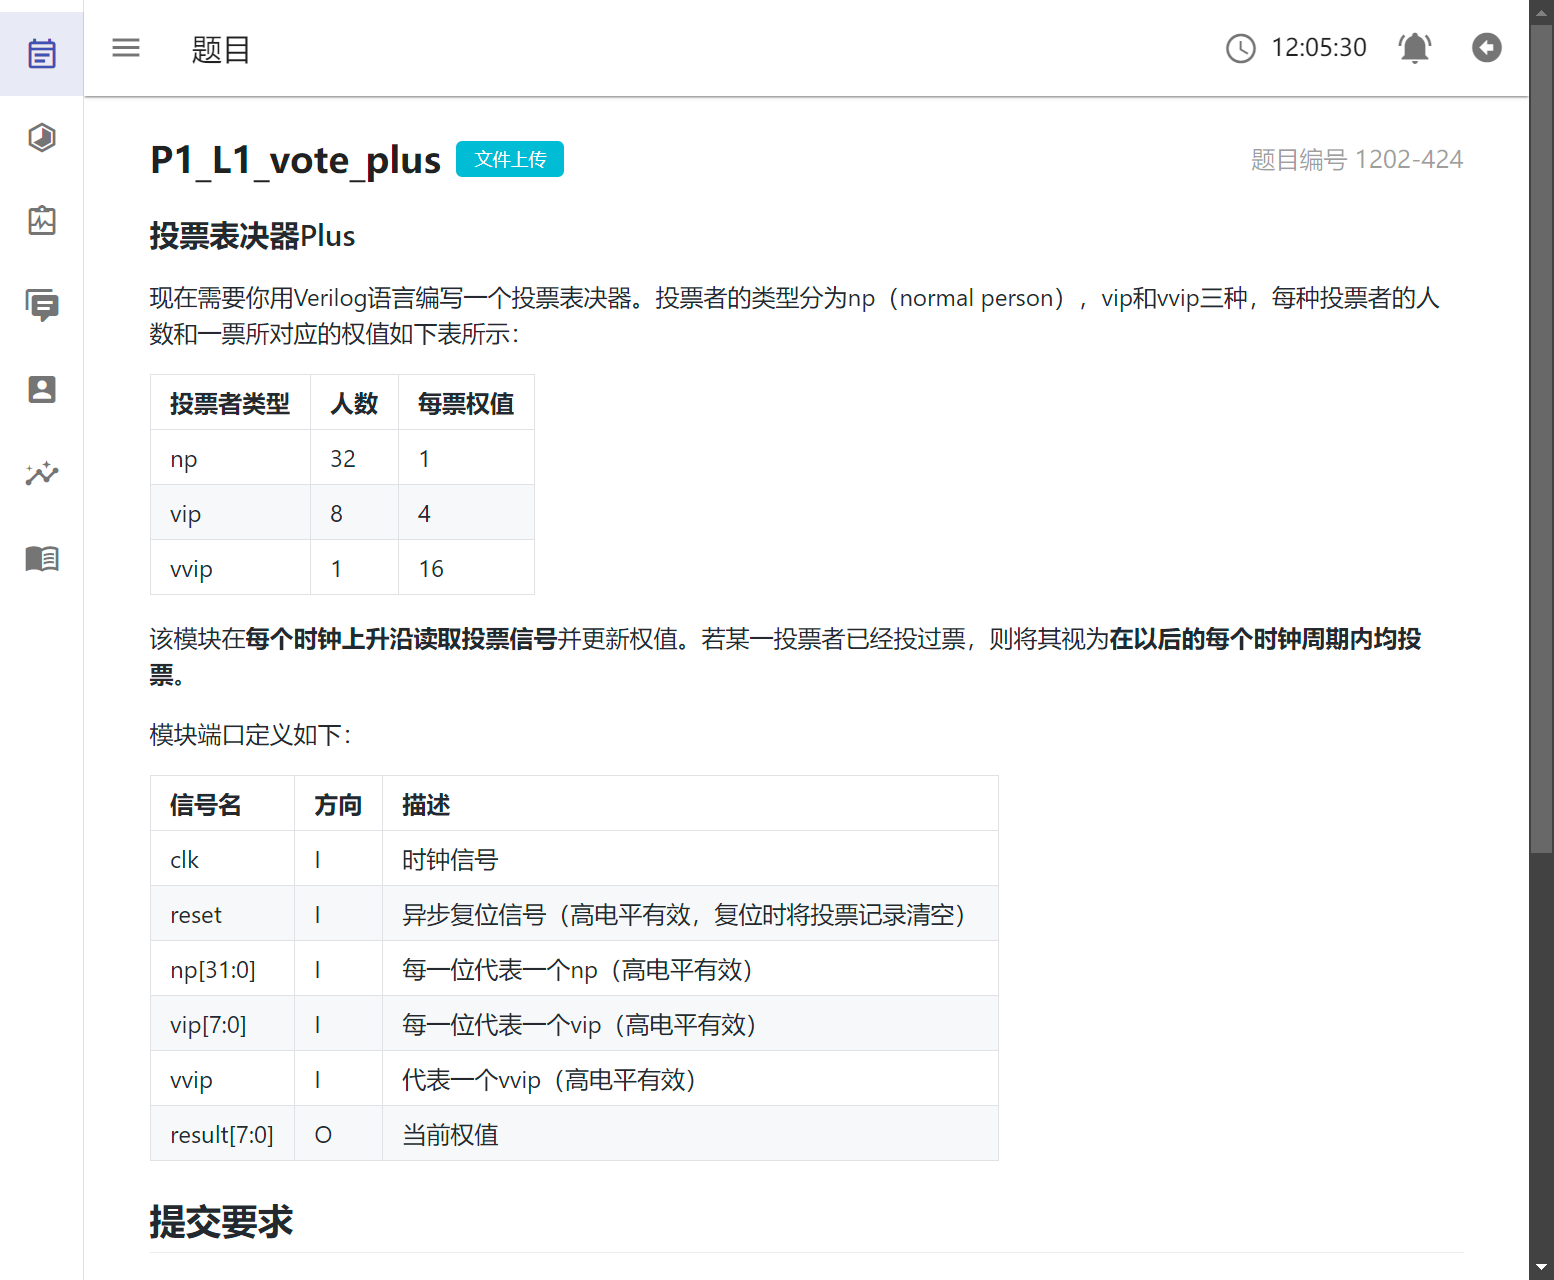 题目
12:05:30
P1_L1_vote_plus 文件上传 题目编号 1202-424
投票表决器Plus
现在需要你用Verilog语言编写一个投票表决器。投票者的类型分为np（normal person），vip和vvip三种，每种投票者的人
数和一票所对应的权值如下表所示：
投票者类型 人数 每票权值
np 32 1
vip 8 4
vvip 1 16
该模块在每个时钟上升沿读取投票信号并更新权值。若某一投票者已经投过票，则将其视为在以后的每个时钟周期内均投
票。
模块端口定义如下：
信号名 方向 描述
clk I 时钟信号
reset I 异步复位信号（高电平有效，复位时将投票记录清空）
np[31:0] I 每一位代表一个np（高电平有效）
vip[7:0] I 每一位代表一个vip（高电平有效）
vvip I 代表一个vvip（高电平有效）
result[7:0] O 当前权值
提交要求